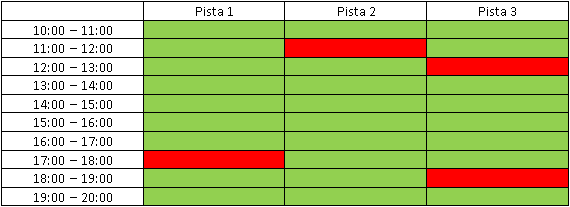 Pista 1 Pista 2 Pista 3
10:00 – 11:00
11:00 – 12:00
12:00 – 13:00
13:00 – 14:00
14:00 – 15:00
15:00 – 16:00
16:00 – 17:00
17:00 – 18:00
18:00 – 19:00
19:00 – 20:00